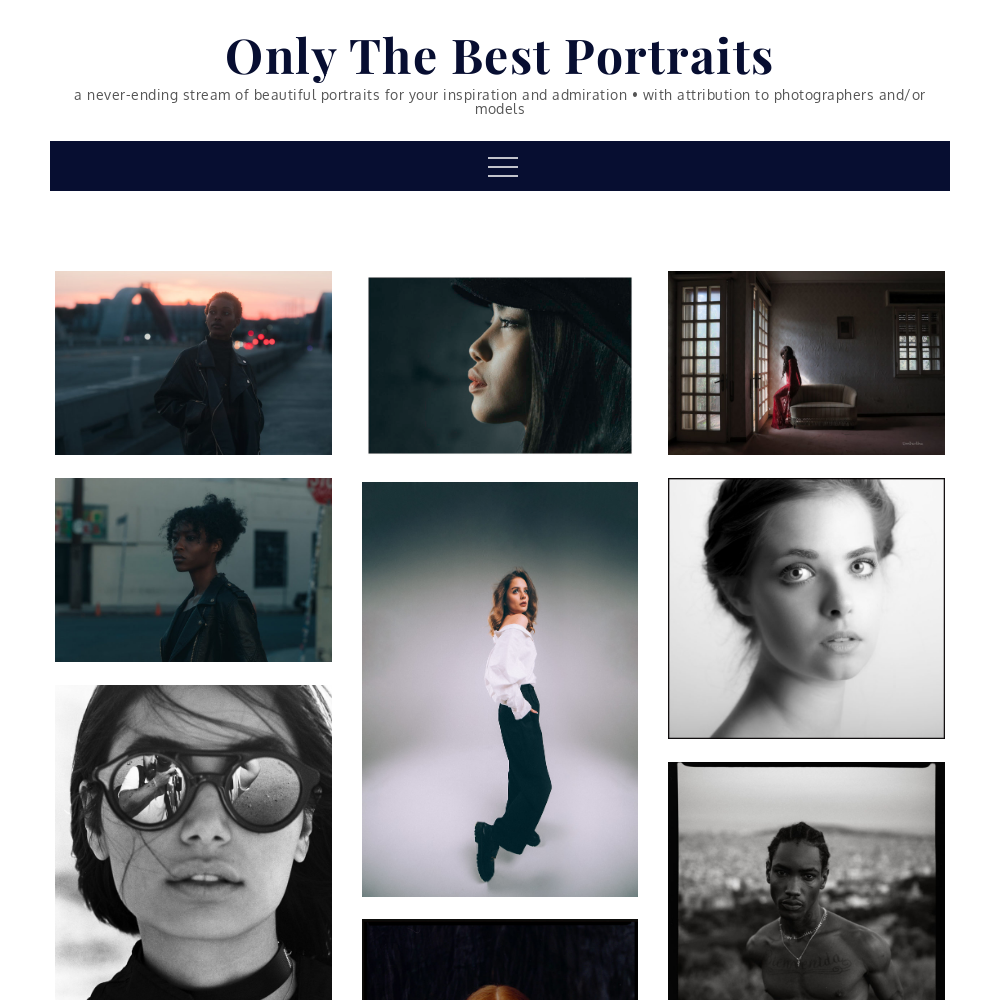 Only The Best Portraits
a never-ending stream of beautiful portraits for your inspiration and admiration • with attribution to photographers and/or
models